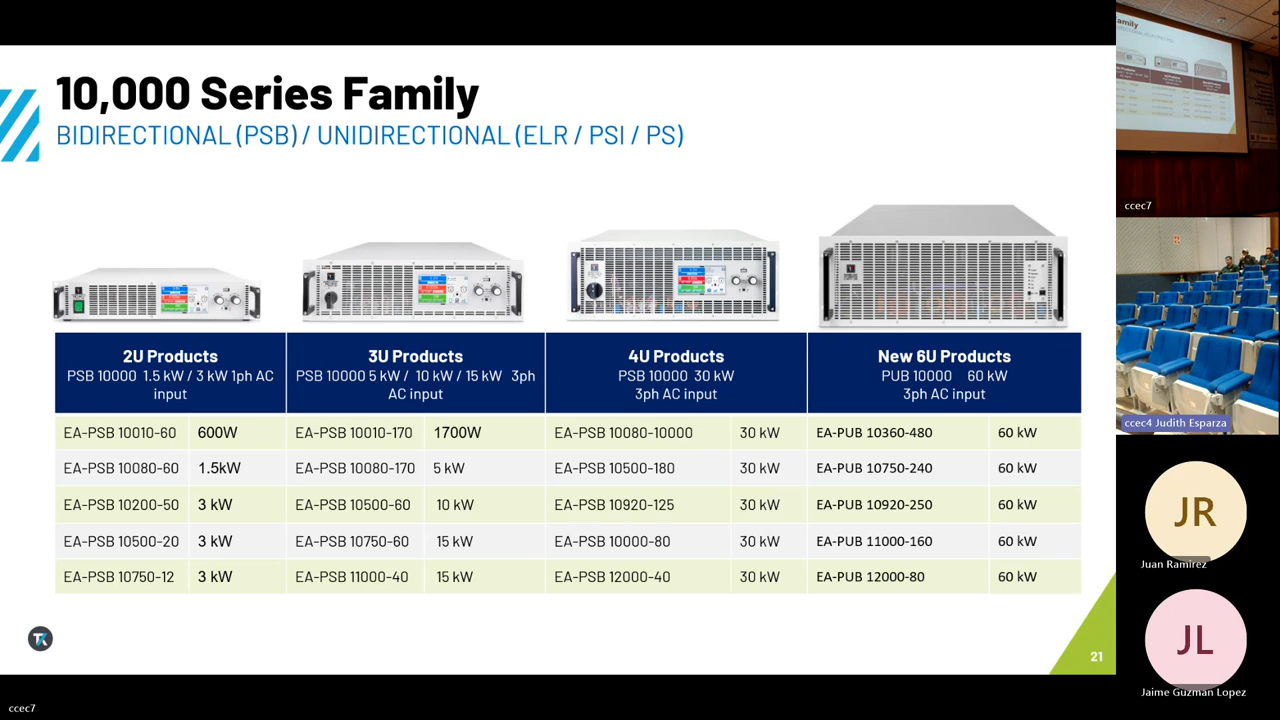 10,000 Series Family
BIDIRECTIONAL (PSB) / UNIDIRECTIONAL (ELR / PSI / PS)
2U Products
PSB 10000 1.5 kW / 3 kW 1ph AC
input
3U Products
PSB 10000 5 kW / 10 kW / 15 kW 3ph
AC input
4U Products
PSB 10000 30 kW
3ph AC input
New 6U Products
PUB 10000 60 kW
3ph AC input
EA-PSB 10010-60 600W EA-PSB 10010-170 1700W EA-PSB 10080-10000 30 kW EA-PUB 10360-480 60 kW
EA-PSB 10080-60 1.5kW EA-PSB 10080-170 5 kW EA-PSB 10500-180 30 kW EA-PUB 10750-240 60 kW
EA-PSB 10200-50 3 kW EA-PSB 10500-60 10 kW EA-PSB 10920-125 30 kW EA-PUB 10920-250 60 kW
EA-PSB 10500-20 3 kW EA-PSB 10750-60 15 kW EA-PSB 10000-80 30 kW EA-PUB 11000-160 60 kW
EA-PSB 10750-12 3 kW EA-PSB 11000-40 15 kW EA-PSB 12000-40 30 kW EA-PUB 12000-80 60 kW
TK
21
ccec7
ccec7
ccec4 Judith Esparza
JR
Juan Ramirez
JL
Jaime Guzman Lopez